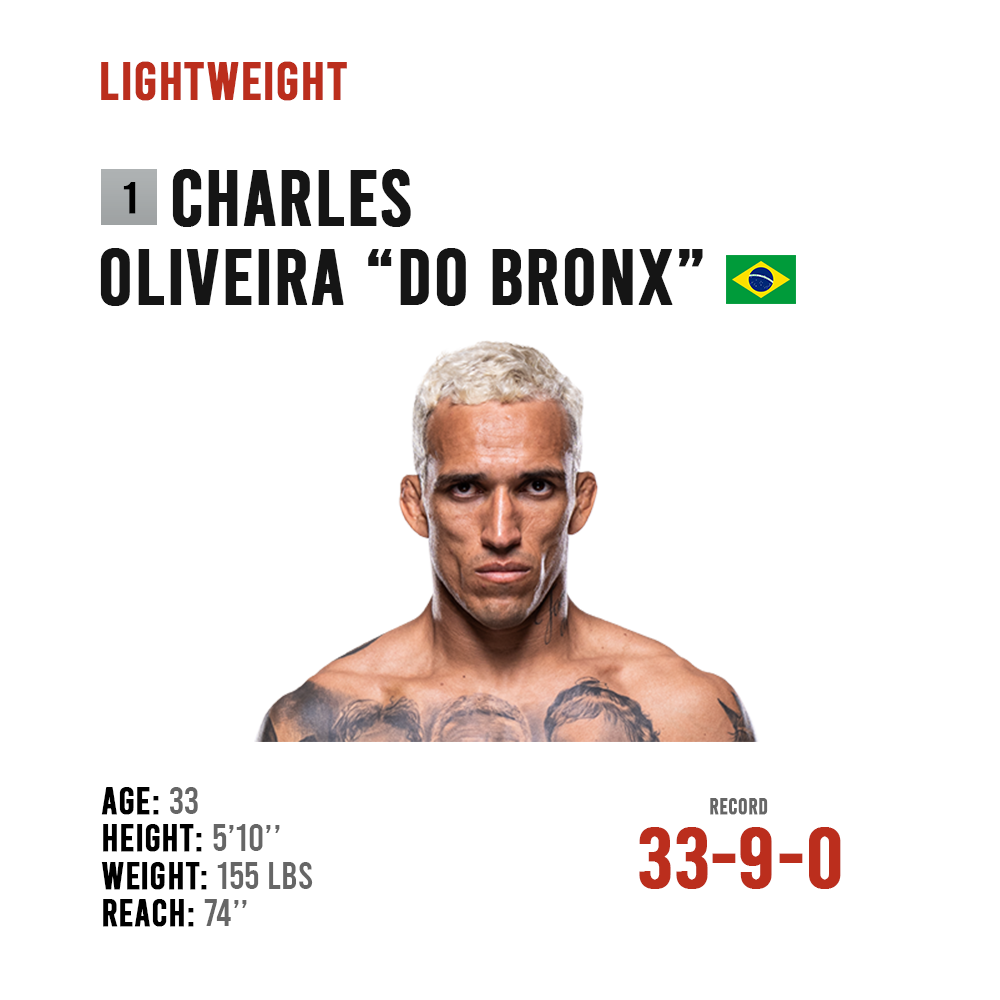 LIGHTWEIGHT
1 CHARLES
OLIVEIRA “DO BRONX”
AGE: 33
HEIGHT: 5’10’’
WEIGHT: 155 LBS
REACH: 74’’
RECORD
33-9-0